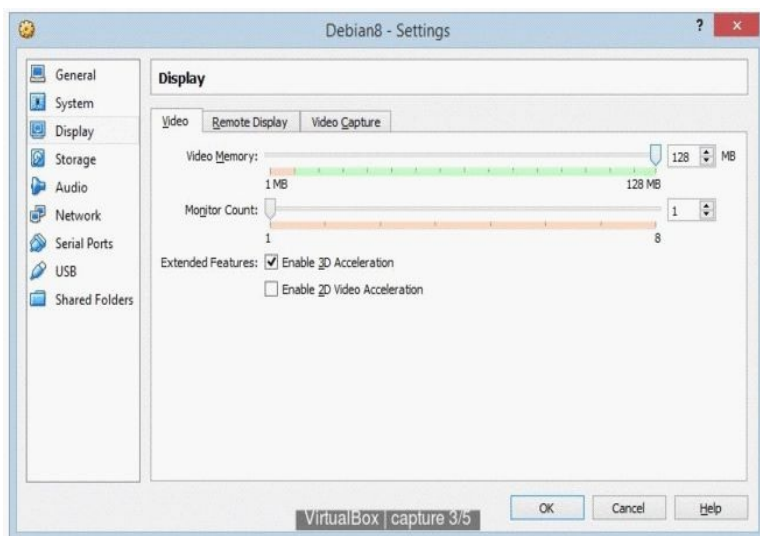 Debian8 - Settings
?
General
System
Display
Storage
Audio
Network
Serial Ports
USB
Shared Folders
Display
Video
Remote Display
Video Capture
Video Memory:
128
MB
1 MB
128 MB
Monitor Count:
1
1
8
Extended Features:
Enable 3D Acceleration
Enable 2D Video Acceleration
OK
Cancel
Help
VirtualBox | capture 3/5